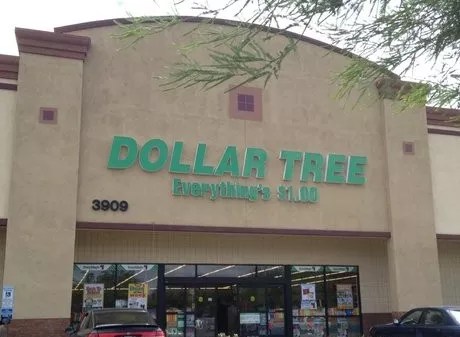 DOLLAR TREE
Everything's $1.00
3909